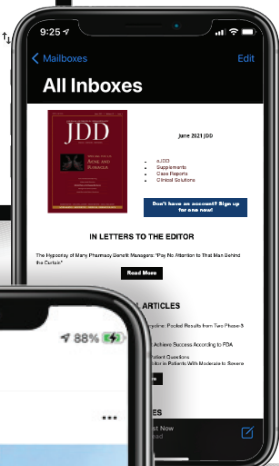 9:25
Mailboxes
Edit
All Inboxes
JDD
June 2021 JDD
eJDD
Supplements
Case Reports
Clinical Solutions
Don't have an account? Sign up
for one now!
IN LETTERS TO THE EDITOR
The Hypocrisy of Many Pharmacy Benefit Managers: "Pay No Attention to That Man Behind
the Curtain"
Read More
ARTICLES
Pooled Results from Two Phase-3
Achieve Success According to FDA
Patient Questions
Patients With Moderate to Severe
88%
ES
Now